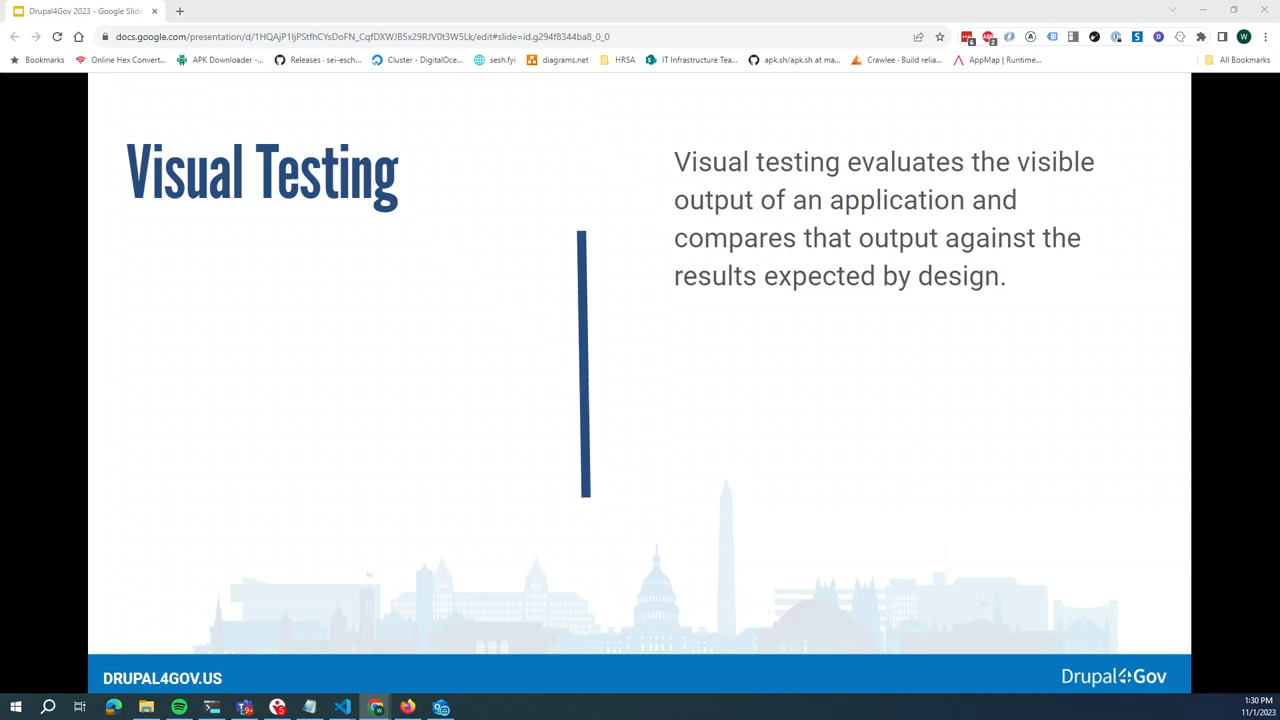 Drupal4Gov 2023 - Google Slide
docs.google.com/presentation/d/1HQAjP1IjPStfhCYsDoFN_CqfDXWJB5x29RJV0t3W5Lk/edit#slide=id.g294f8344ba8_0_0
Bookmarks
Online Hex Convert...
APK Downloader -...
Releases · sei-esch...
Cluster - DigitalOce...
sesh.fyi
diagrams.net
HRSA
IT Infrastructure Tea...
apk.sh/apk.sh at ma...
Crawlee · Build relia...
AppMap | Runtime...
All Bookmarks
Visual Testing
Visual testing evaluates the visible
output of an application and
compares that output against the
results expected by design.
DRUPAL4GOV.US
Drupal4Gov
1:30 PM
11/1/2023